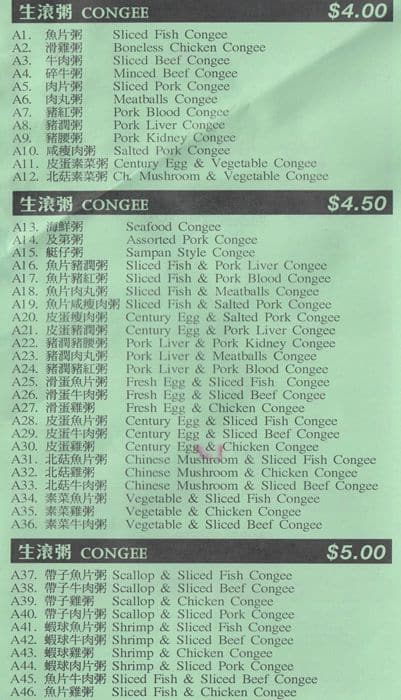 生滾粥 CONGEE $4.00
A1. 魚片粥 Sliced Fish Congee
A2. 滑雞粥 Boneless Chicken Congee
A3. 牛肉粥 Sliced Beef Congee
A4. 碎牛粥 Minced Beef Congee
A5. 肉片粥 Sliced Pork Congee
A6. 肉丸粥 Meatballs Congee
A7. 豬紅粥 Pork Blood Congee
A8. 豬潤粥 Pork Liver Congee
A9. 豬腰粥 Pork Kidney Congee
A10. 咸瘦肉粥 Salted Pork Congee
A11. 皮蛋素菜粥 Century Egg & Vegetable Congee
A12. 北菇素菜粥 Ch. Mushroom & Vegetable Congee
生滾粥 CONGEE $4.50
A13. 海鮮粥 Seafood Congee
A14. 及第粥 Assorted Pork Congee
A15. 艇仔粥 Sampan Style Congee
A16. 魚片豬潤粥 Sliced Fish & Pork Liver Congee
A17. 魚片豬紅粥 Sliced Fish & Pork Blood Congee
A18. 魚片肉丸粥 Sliced Fish & Meatballs Congee
A19. 魚片咸瘦肉粥 Sliced Fish & Salted Pork Congee
A20. 皮蛋瘦肉粥 Century Egg & Salted Pork Congee
A21. 皮蛋豬潤粥 Century Egg & Pork Liver Congee
A22. 豬潤豬腰粥 Pork Liver & Pork Kidney Congee
A23. 豬潤肉丸粥 Pork Liver & Meatballs Congee
A24. 豬潤豬紅粥 Pork Liver & Pork Blood Congee
A25. 滑蛋魚片粥 Fresh Egg & Sliced Fish Congee
A26. 滑蛋牛肉粥 Fresh Egg & Sliced Beef Congee
A27. 滑蛋雞粥 Fresh Egg & Chicken Congee
A28. 皮蛋魚片粥 Century Egg & Sliced Fish Congee
A29. 皮蛋牛肉粥 Century Egg & Sliced Beef Congee
A30. 皮蛋雞粥 Century Egg & Chicken Congee
A31. 北菇魚片粥 Chinese Mushroom & Sliced Fish Congee
A32. 北菇雞粥 Chinese Mushroom & Chicken Congee
A33. 北菇牛肉粥 Chinese Mushroom & Sliced Beef Congee
A34. 素菜魚片粥 Vegetable & Sliced Fish Congee
A35. 素菜雞粥 Vegetable & Chicken Congee
A36. 素菜牛肉粥 Vegetable & Sliced Beef Congee
生滾粥 CONGEE $5.00
A37. 帶子魚片粥 Scallop & Sliced Fish Congee
A38. 帶子牛肉粥 Scallop & Sliced Beef Congee
A39. 帶子雞粥 Scallop & Chicken Congee
A40. 帶子肉片粥 Scallop & Sliced Pork Congee
A41. 蝦球魚片粥 Shrimp & Sliced Fish Congee
A42. 蝦球牛肉粥 Shrimp & Sliced Beef Congee
A43. 蝦球雞粥 Shrimp & Chicken Congee
A44. 蝦球肉片粥 Shrimp & Sliced Pork Congee
A45. 魚片牛肉粥 Sliced Fish & Sliced Beef Congee
A46. 魚片雞粥 Sliced Fish & Chicken Congee